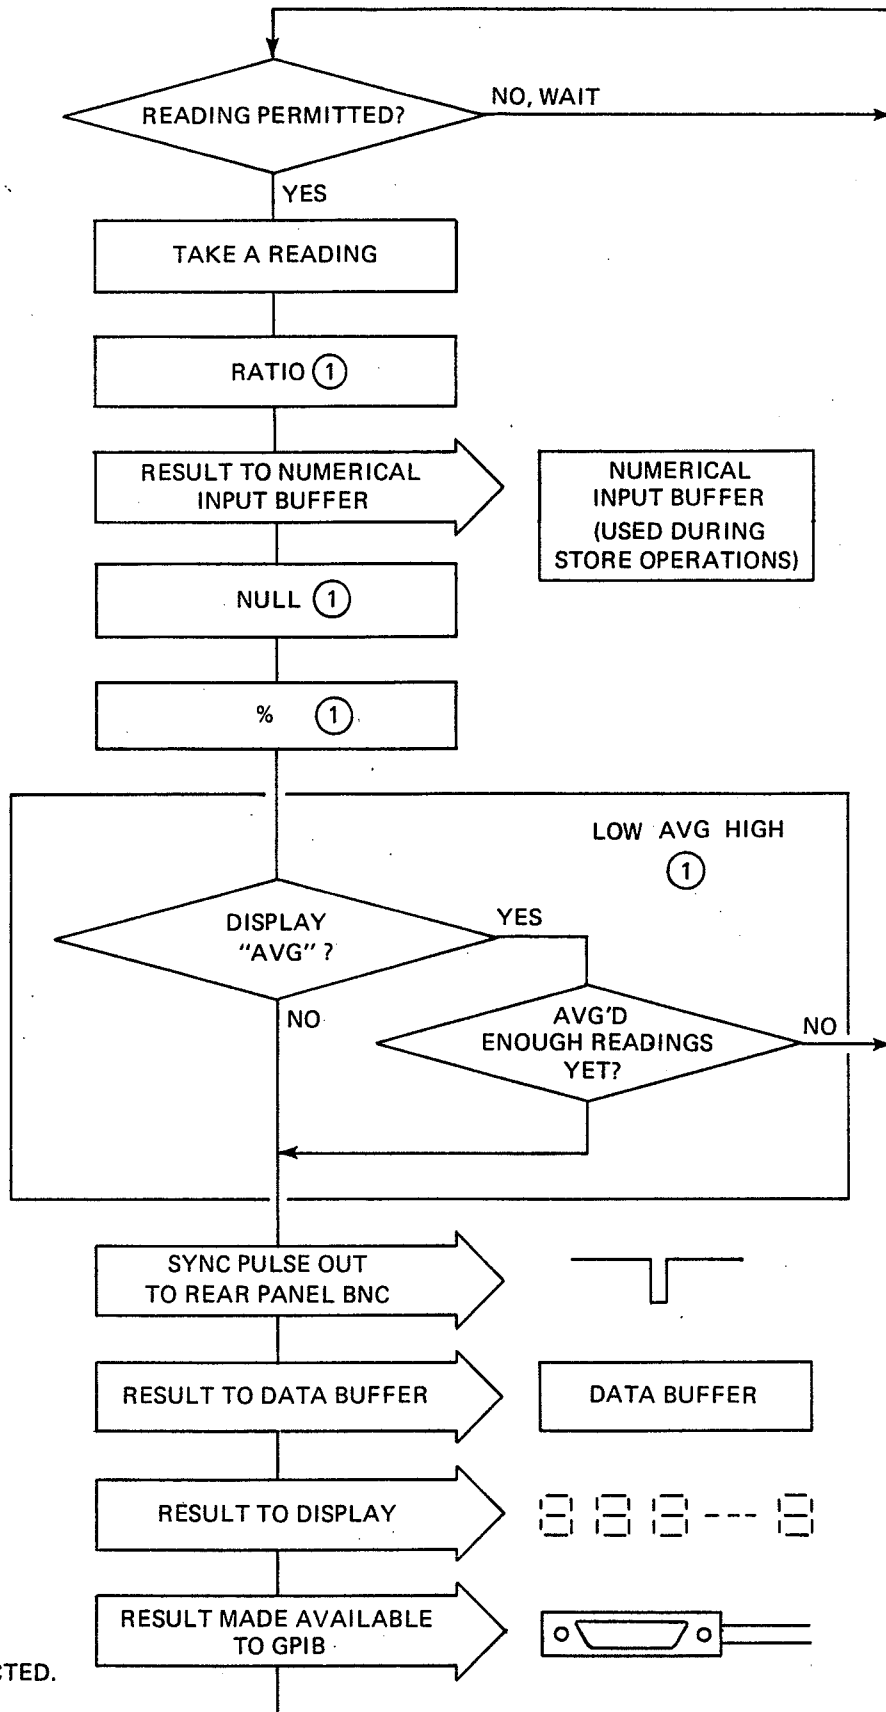 READING PERMITTED?
NO, WAIT
YES
TAKE A READING
RATIO 1
RESULT TO NUMERICAL
INPUT BUFFER
NUMERICAL
INPUT BUFFER
(USED DURING
STORE OPERATIONS)
NULL 1
% 1
LOW AVG HIGH
1
DISPLAY
"AVG" ?
YES
NO
AVG'D
ENOUGH READINGS
YET?
NO
SYNC PULSE OUT
TO REAR PANEL BNC
RESULT TO DATA BUFFER
DATA BUFFER
RESULT TO DISPLAY
RESULT MADE AVAILABLE
TO GPIB
CTED.